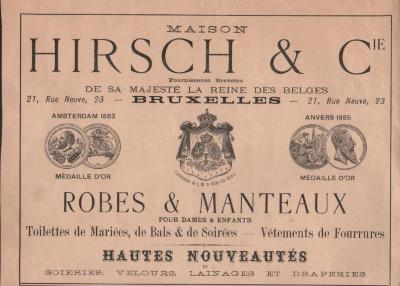 MAISON
HIRSCH & CIE
Fournisseurs Brevetés
DE SA MAJESTÉ LA REINE DES BELGES
21, Rue Neuve, 23 — BRUXELLES — 21, Rue Neuve, 23
AMSTERDAM 1883
ANVERS 1885
MÉDAILLE D'OR
MÉDAILLE D'OR
ROBES & MANTEAUX
POUR DAMES & ENFANTS
Toilettes de Mariées, de Bals & de Soirées — Vêtements de Fourrures
HAUTES NOUVEAUTÉS
ET
SOIERIES, VELOURS, LAINAGES ET DRAPERIES